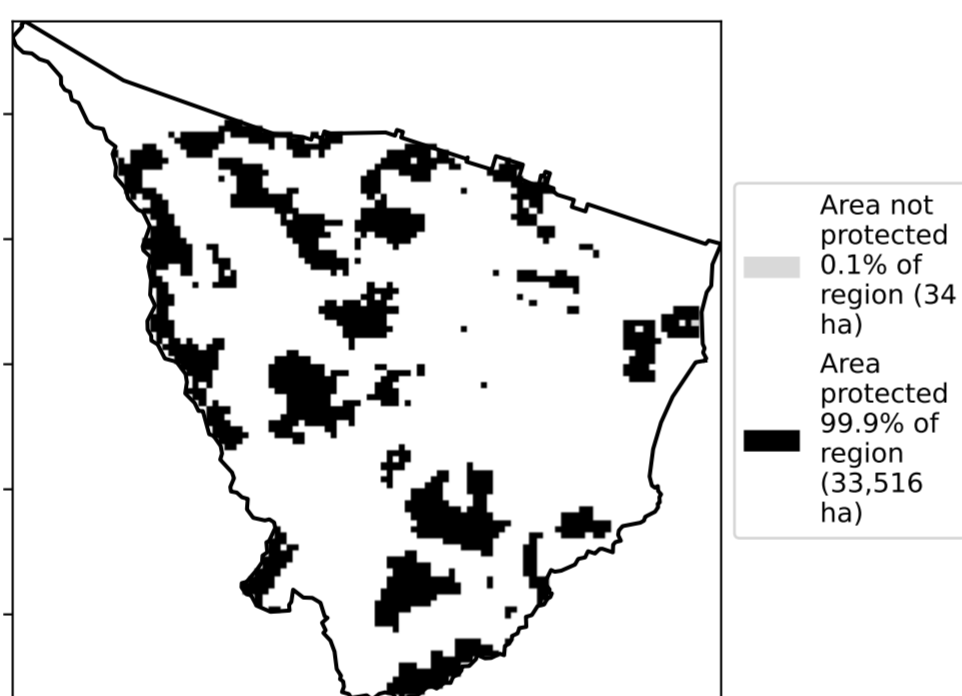 Area not
protected
0.1% of
region (34
ha)
Area
protected
99.9% of
region
(33,516
ha)